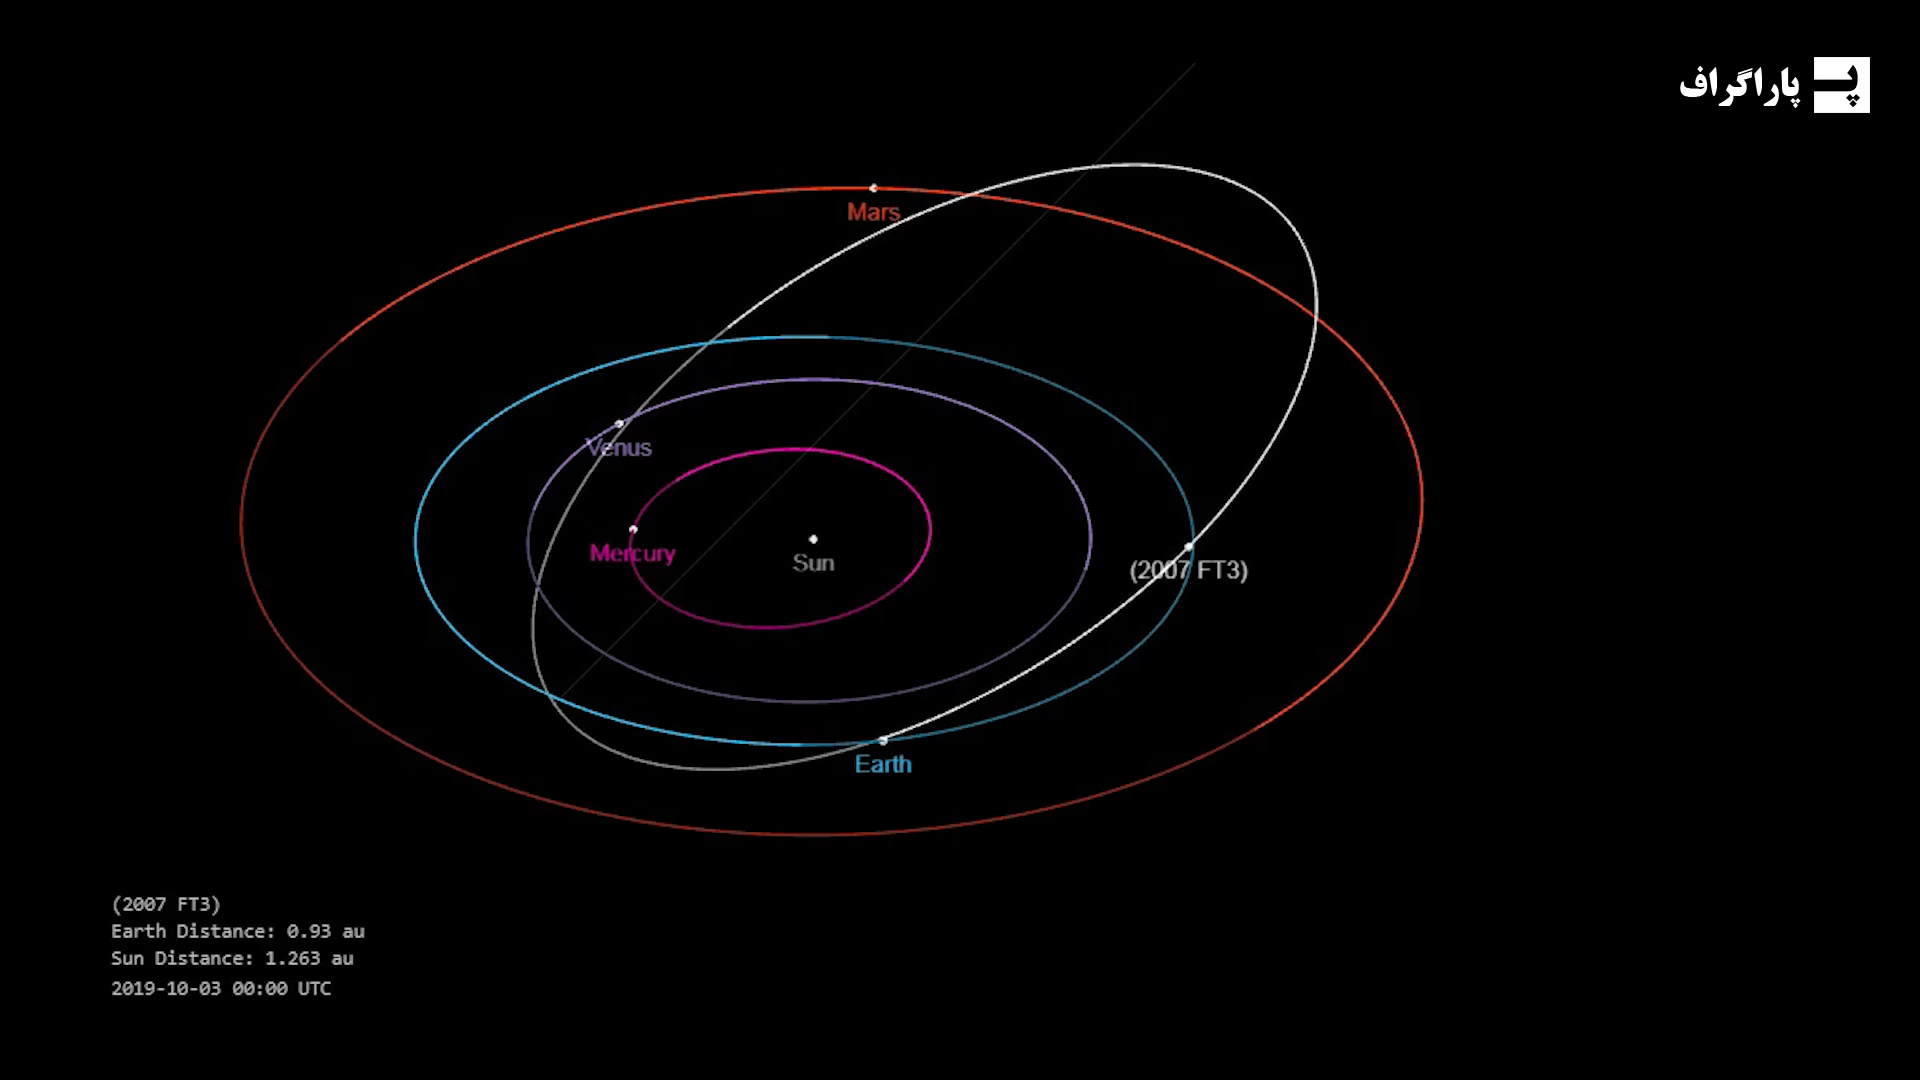 پاراگراف
پ
Mars
Venus
Mercury
Sun
(2007 FT3)
Earth
(2007 FT3)
Earth Distance: 0.93 au
Sun Distance: 1.263 au
2019-10-03 00:00 UTC